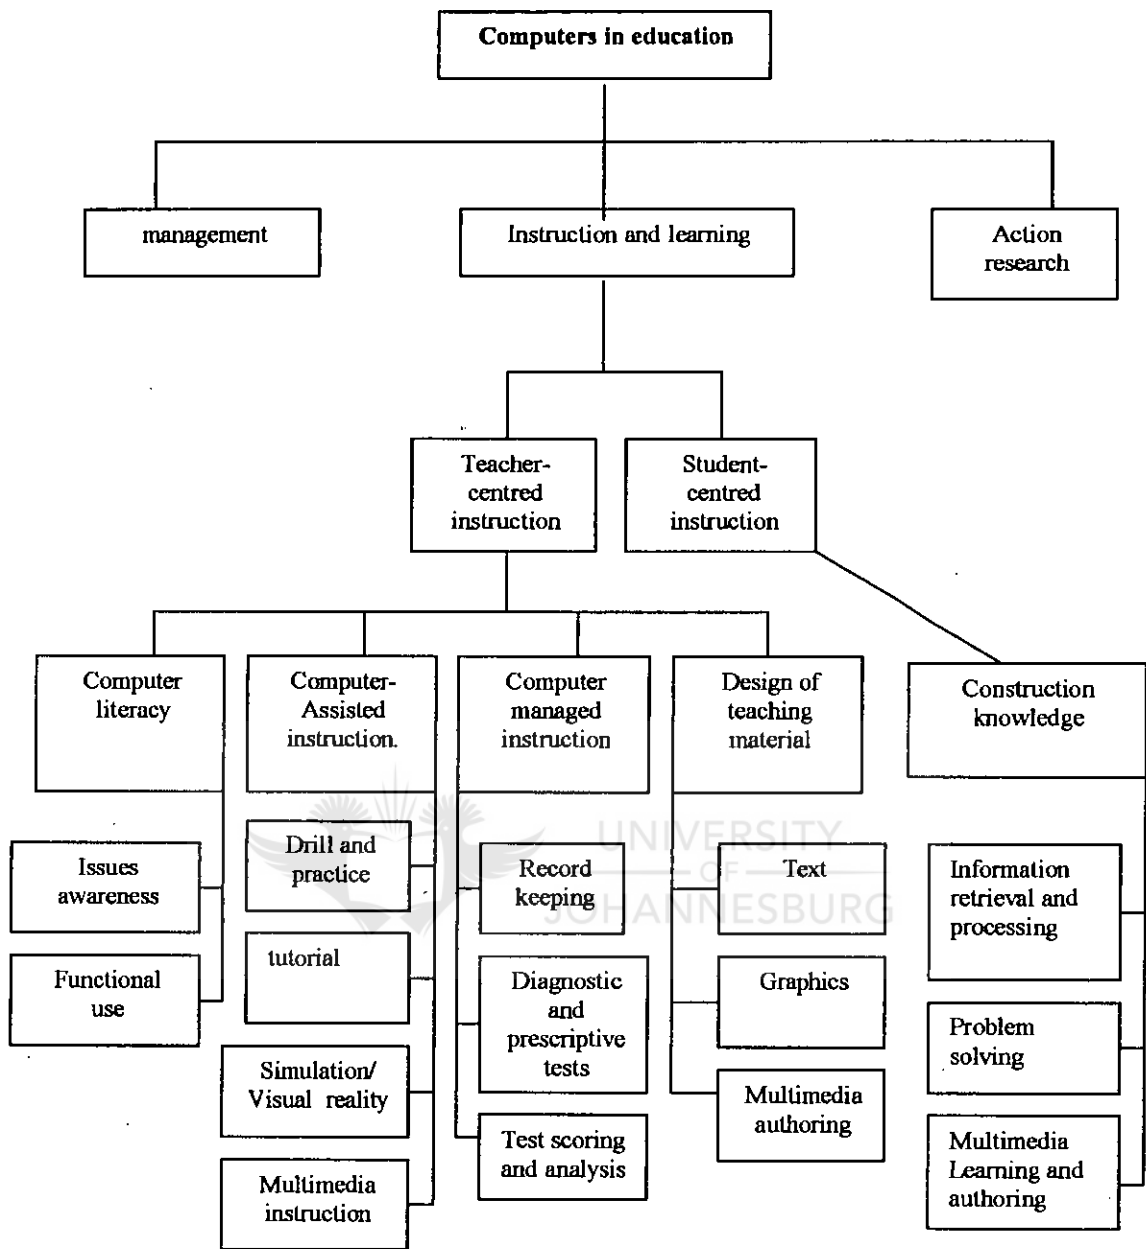 Computers in education
management
Instruction and learning
Action
research
Teacher-
centred
instruction
Student-
centred
instruction
Computer
literacy
Computer-
Assisted
instruction.
Computer
managed
instruction
Design of
teaching
material
Construction
knowledge
Issues
awareness
Functional
use
Drill and
practice
tutorial
Simulation/
Visual reality
Multimedia
instruction
Record
keeping
Diagnostic
and
prescriptive
tests
Test scoring
and analysis
Text
Graphics
Multimedia
authoring
Information
retrieval and
processing
Problem
solving
Multimedia
Learning and
authoring
UNIVERSITY
OF
JOHANNESBURG